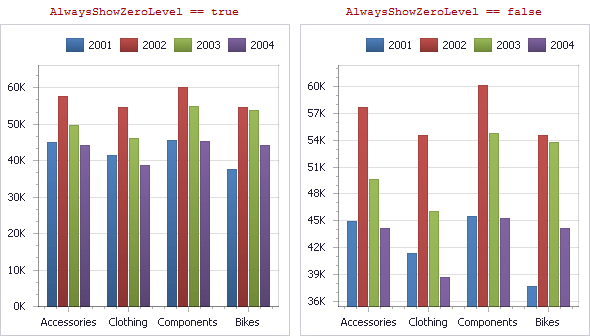 AlwaysShowZeroLevel == true
2001 2002 2003 2004
60K
50K
40K
30K
20K
10K
0K
Accessories Clothing Components Bikes
AlwaysShowZeroLevel == false
2001 2002 2003 2004
60K
57K
54K
51K
48K
45K
42K
39K
36K
Accessories Clothing Components Bikes